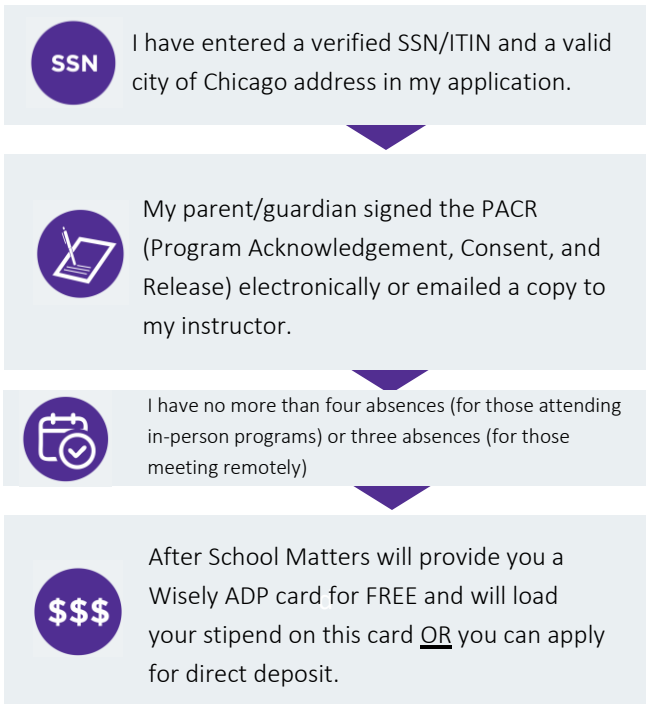 SSN
I have entered a verified SSN/ITIN and a valid
city of Chicago address in my application.
My parent/guardian signed the PACR
(Program Acknowledgement, Consent, and
Release) electronically or emailed a copy to
my instructor.
I have no more than four absences (for those attending
in-person programs) or three absences (for those
meeting remotely)
$$$
After School Matters will provide you a
Wisely ADP card for FREE and will load
your stipend on this card OR you can apply
for direct deposit.